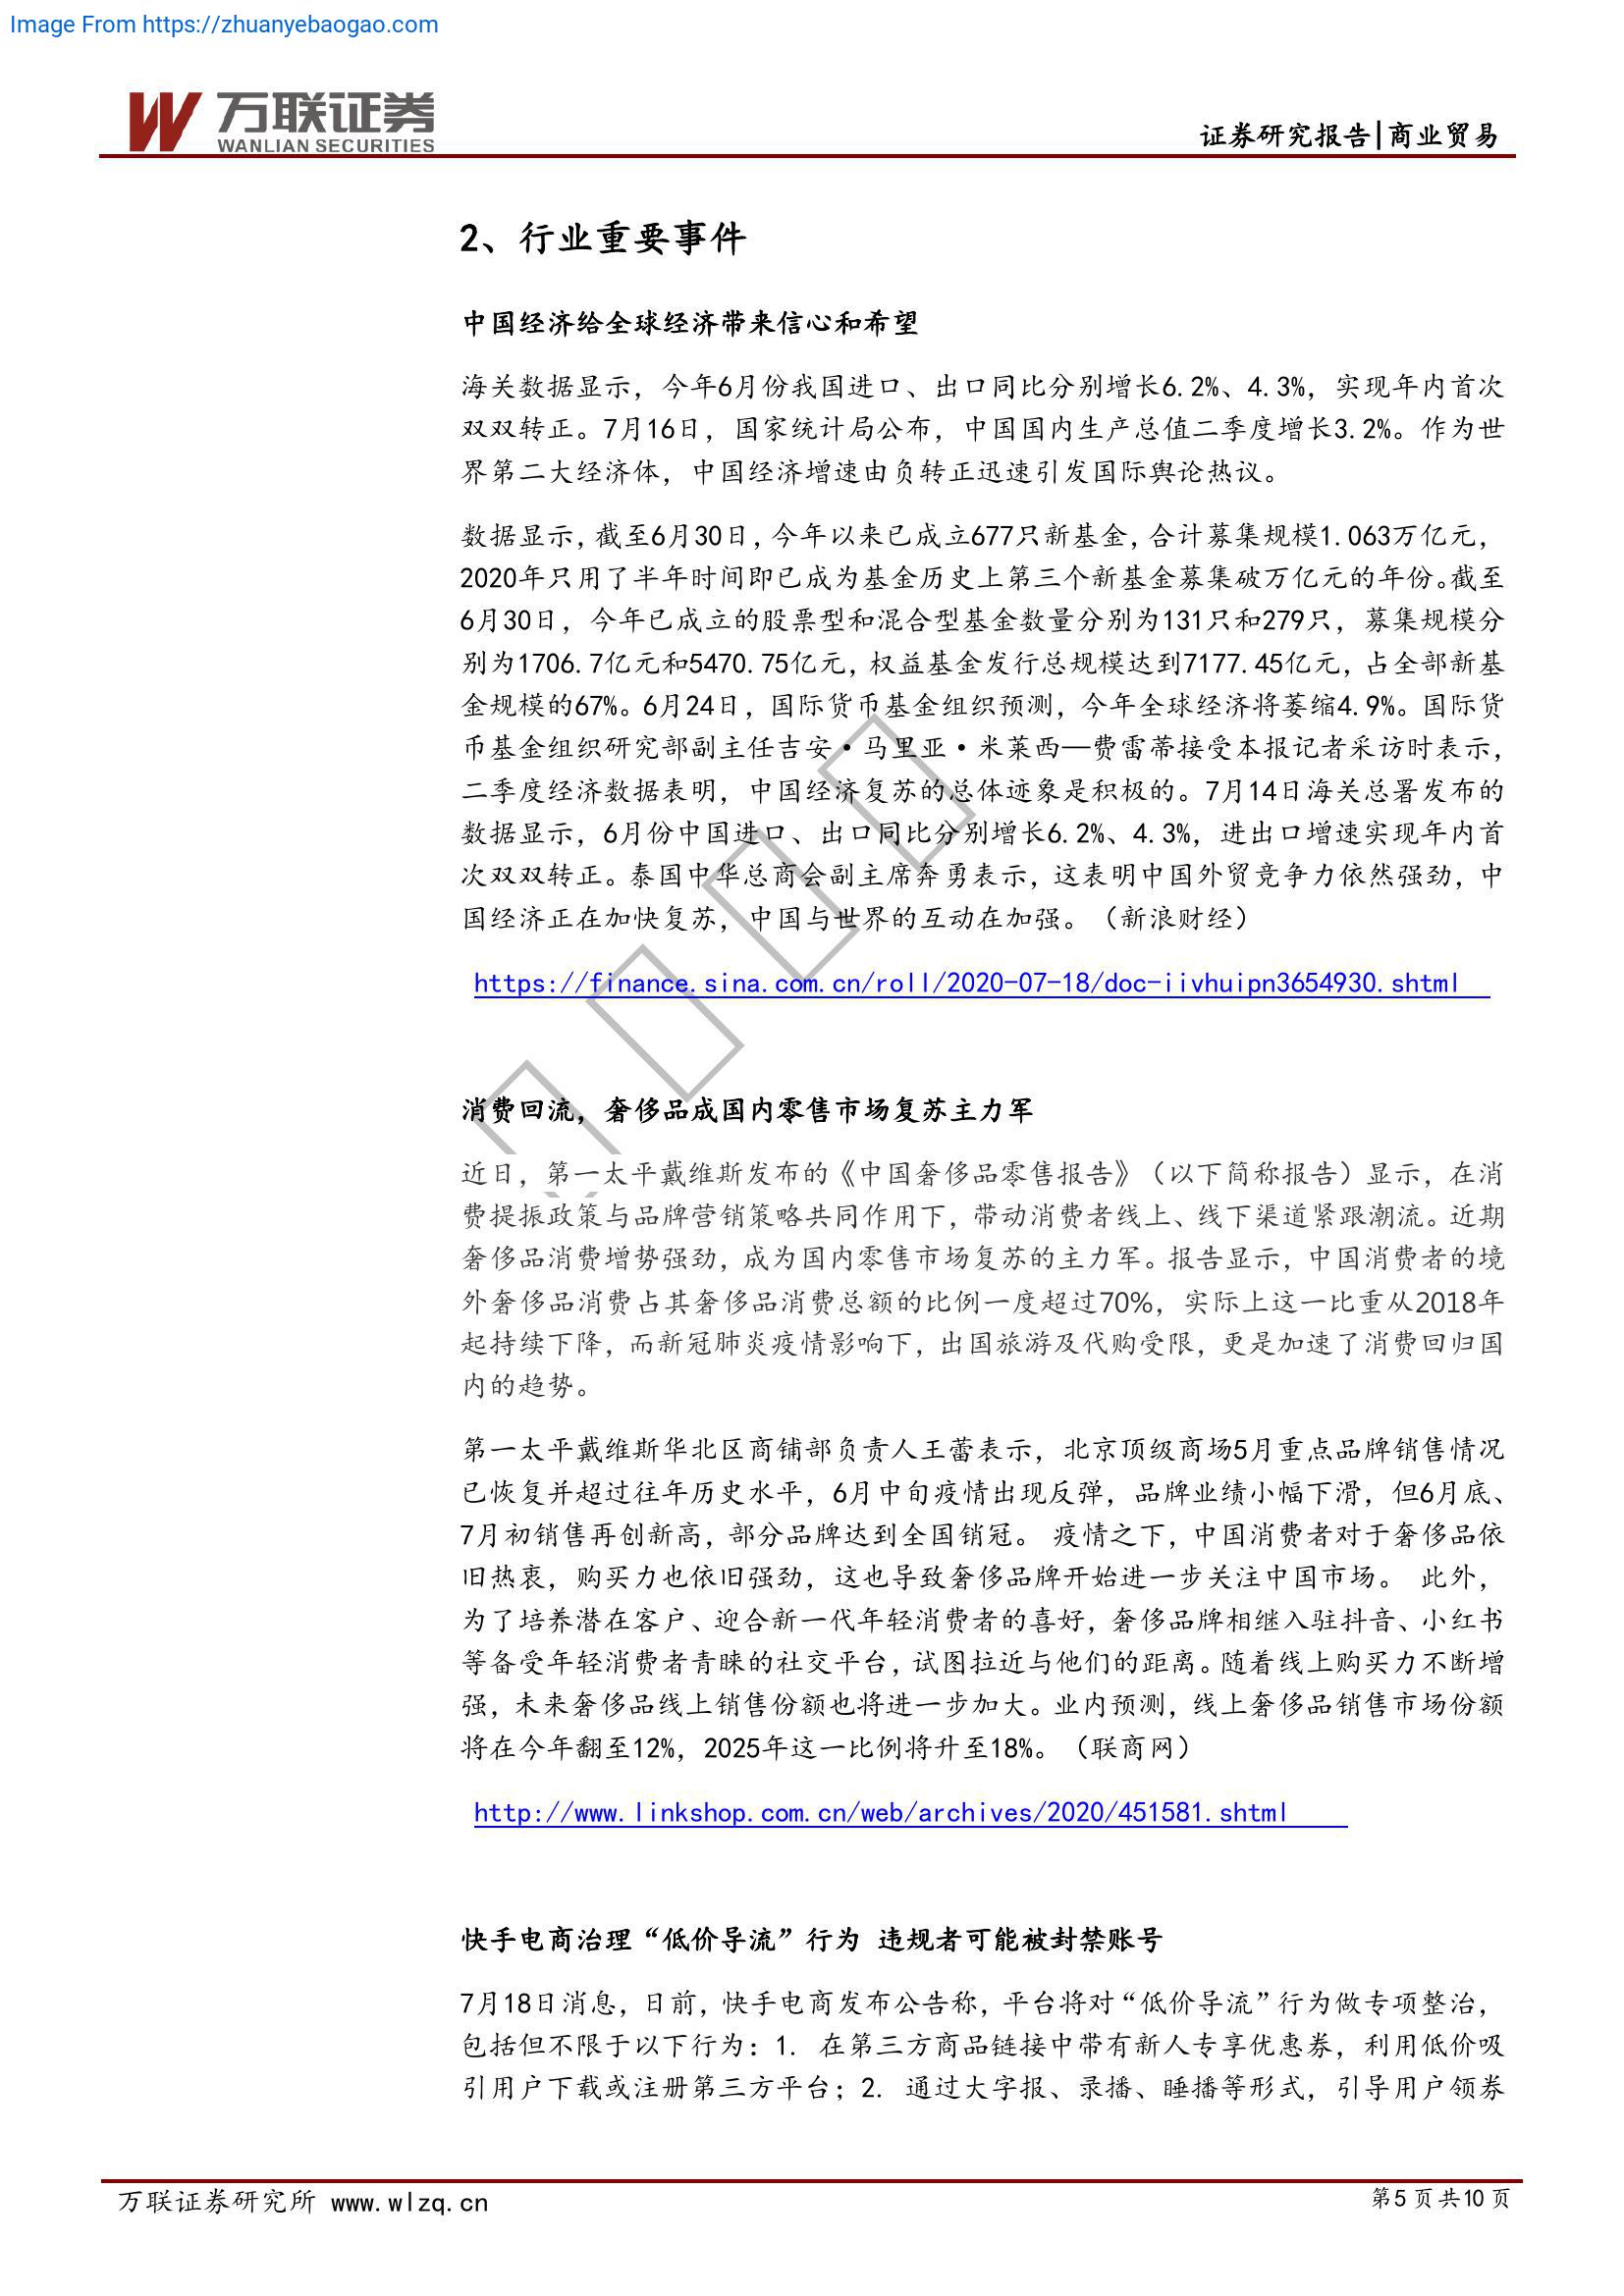 Image From https://zhuanyebaogao.com
万联证券
WANLIAN SECURITIES
证券研究报告|商业贸易
2、行业重要事件
中国经济给全球经济带来信心和希望
海关数据显示，今年6月份我国进口、出口同比分别增长6.2%、4.3%，实现年内首次
双双转正。7月16日，国家统计局公布，中国国内生产总值二季度增长3.2%。作为世
界第二大经济体，中国经济增速由负转正迅速引发国际舆论热议。
数据显示，截至6月30日，今年以来已成立677只新基金，合计募集规模1.063万亿元，
2020年只用了半年时间即已成为基金历史上第三个新基金募集破万亿元的年份。截至
6月30日，今年已成立的股票型和混合型基金数量分别为131只和279只，募集规模分
别为1706.7亿元和5470.75亿元，权益基金发行总规模达到7177.45亿元，占全部新基
金规模的67%。6月24日，国际货币基金组织预测，今年全球经济将萎缩4.9%。国际货
币基金组织研究部副主任吉安·马里亚·米莱西—费雷蒂接受本报记者采访时表示，
二季度经济数据表明，中国经济复苏的总体迹象是积极的。7月14日海关总署发布的
数据显示，6月份中国进口、出口同比分别增长6.2%、4.3%，进出口增速实现年内首
次双双转正。泰国中华总商会副主席奔勇表示，这表明中国外贸竞争力依然强劲，中
国经济正在加快复苏，中国与世界的互动在加强。（新浪财经）
https://finance.sina.com.cn/roll/2020-07-18/doc-iivhuipn3654930.shtml
消费回流，奢侈品成国内零售市场复苏主力军
近日，第一太平戴维斯发布的《中国奢侈品零售报告》（以下简称报告）显示，在消
费提振政策与品牌营销策略共同作用下，带动消费者线上、线下渠道紧跟潮流。近期
奢侈品消费增势强劲，成为国内零售市场复苏的主力军。报告显示，中国消费者的境
外奢侈品消费占其奢侈品消费总额的比例一度超过70%，实际上这一比重从2018年
起持续下降，而新冠肺炎疫情影响下，出国旅游及代购受限，更是加速了消费回归国
内的趋势。
第一太平戴维斯华北区商铺部负责人王蕾表示，北京顶级商场5月重点品牌销售情况
已恢复并超过往年历史水平，6月中旬疫情出现反弹，品牌业绩小幅下滑，但6月底、
7月初销售再创新高，部分品牌达到全国销冠。 疫情之下，中国消费者对于奢侈品依
旧热衷，购买力也依旧强劲，这也导致奢侈品牌开始进一步关注中国市场。 此外，
为了培养潜在客户、迎合新一代年轻消费者的喜好，奢侈品牌相继入驻抖音、小红书
等备受年轻消费者青睐的社交平台，试图拉近与他们的距离。随着线上购买力不断增
强，未来奢侈品线上销售份额也将进一步加大。业内预测，线上奢侈品销售市场份额
将在今年翻至12%，2025年这一比例将升至18%。（联商网）
http://www.linkshop.com.cn/web/archives/2020/451581.shtml
快手电商治理“低价导流”行为 违规者可能被封禁账号
7月18日消息，日前，快手电商发布公告称，平台将对“低价导流”行为做专项整治，
包括但不限于以下行为：1. 在第三方商品链接中带有新人专享优惠券，利用低价吸
引用户下载或注册第三方平台；2. 通过大字报、录播、睡播等形式，引导用户领券
万联证券研究所 www.wlzq.cn
第5页共10页